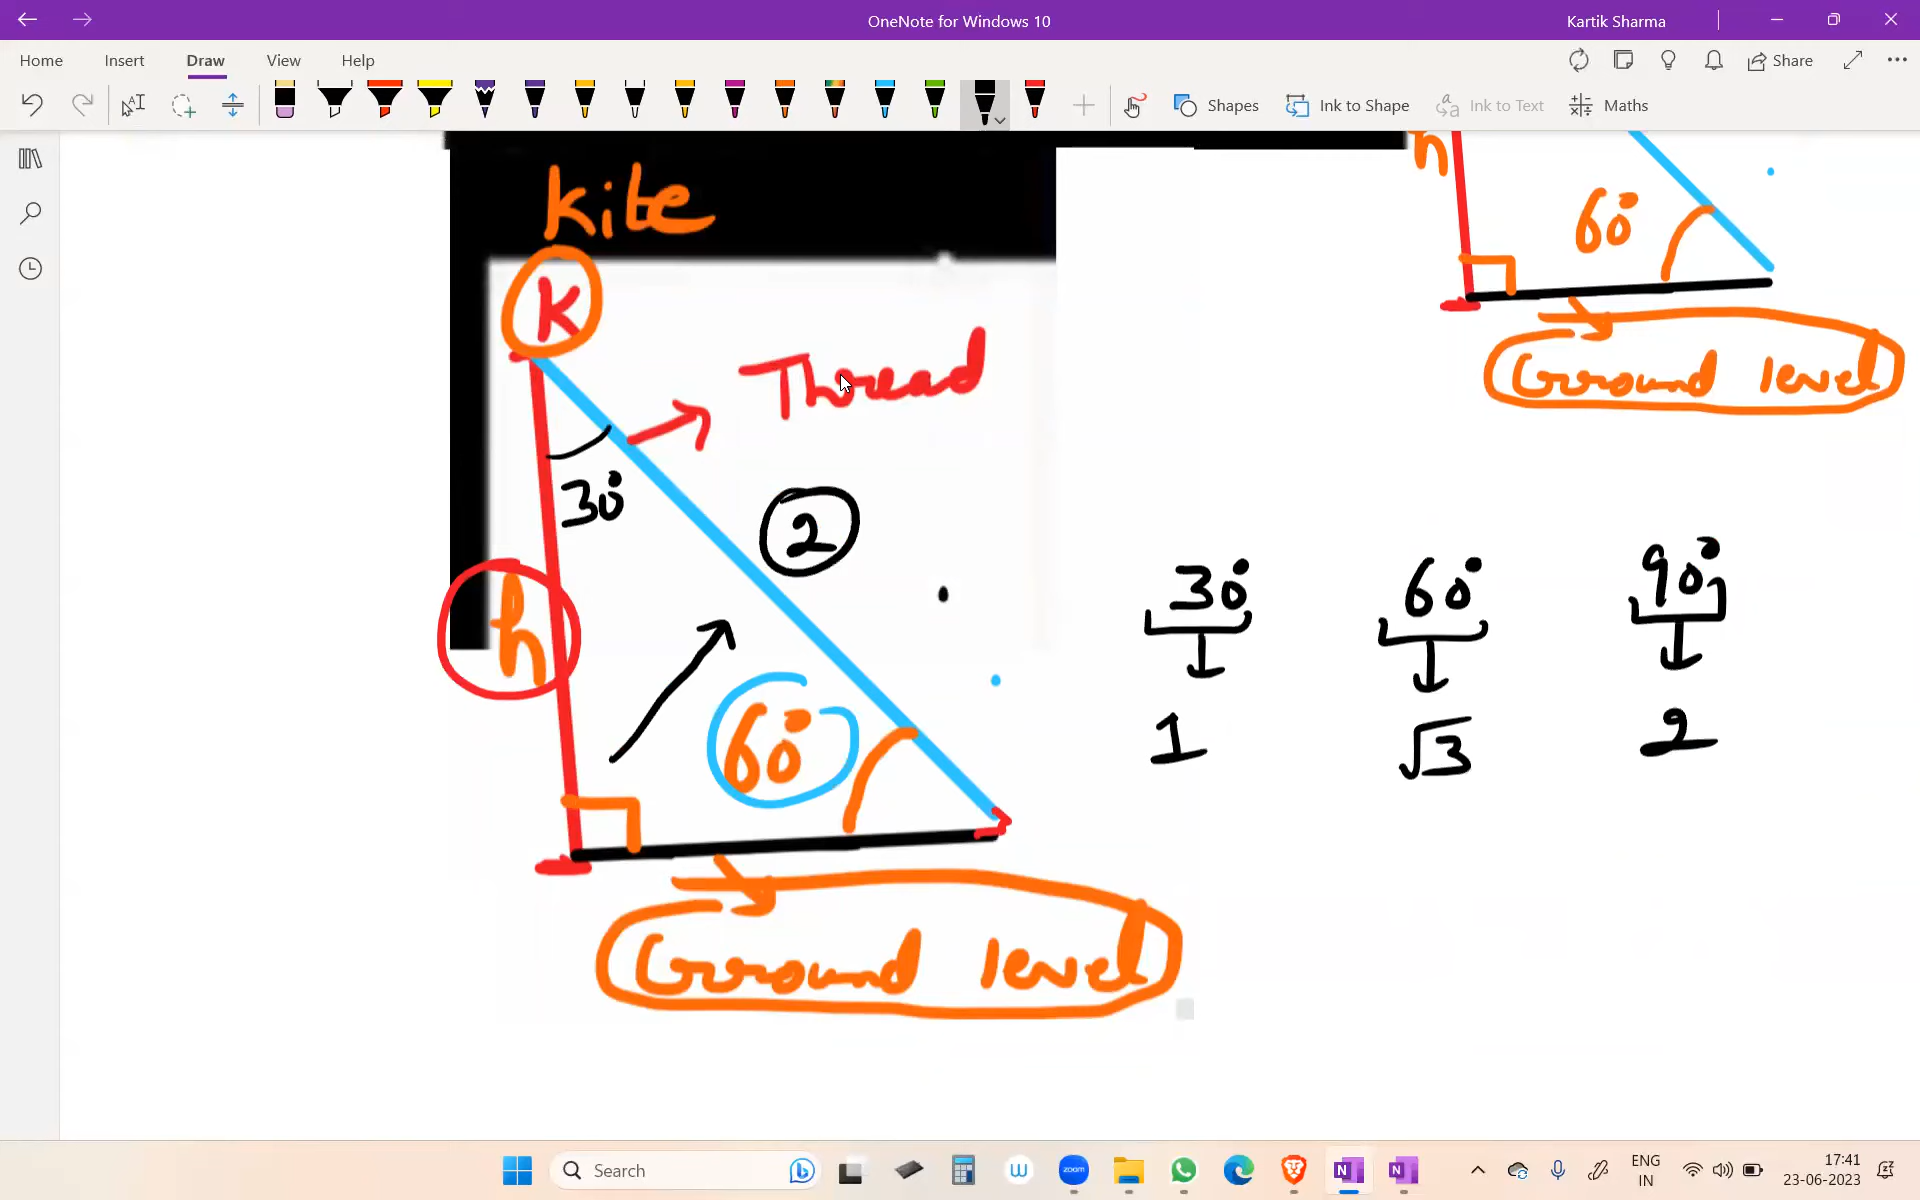 OneNote for Windows 10
Kartik Sharma
Home
Insert
Draw
View
Help
Share
Shapes
Ink to Shape
Ink to Text
Maths
Kite
K
Thread
30°
2
h
60°
Ground level
h
60°
Ground level
30° 60° 90°
1 √3 2
Search
zoom
ENG
IN
17:41
23-06-2023